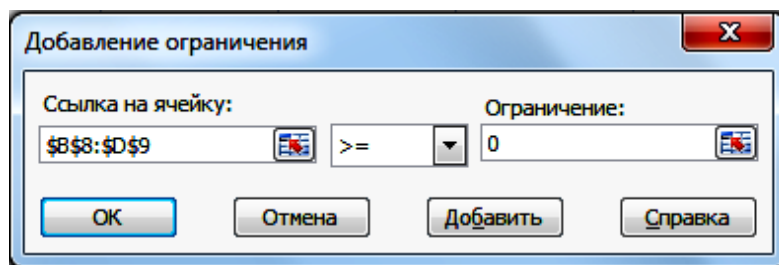 Добавление ограничения
Ссылка на ячейку: Ограничение:
$B$8:$D$9 >= 0
ОК Отмена Добавить Справка